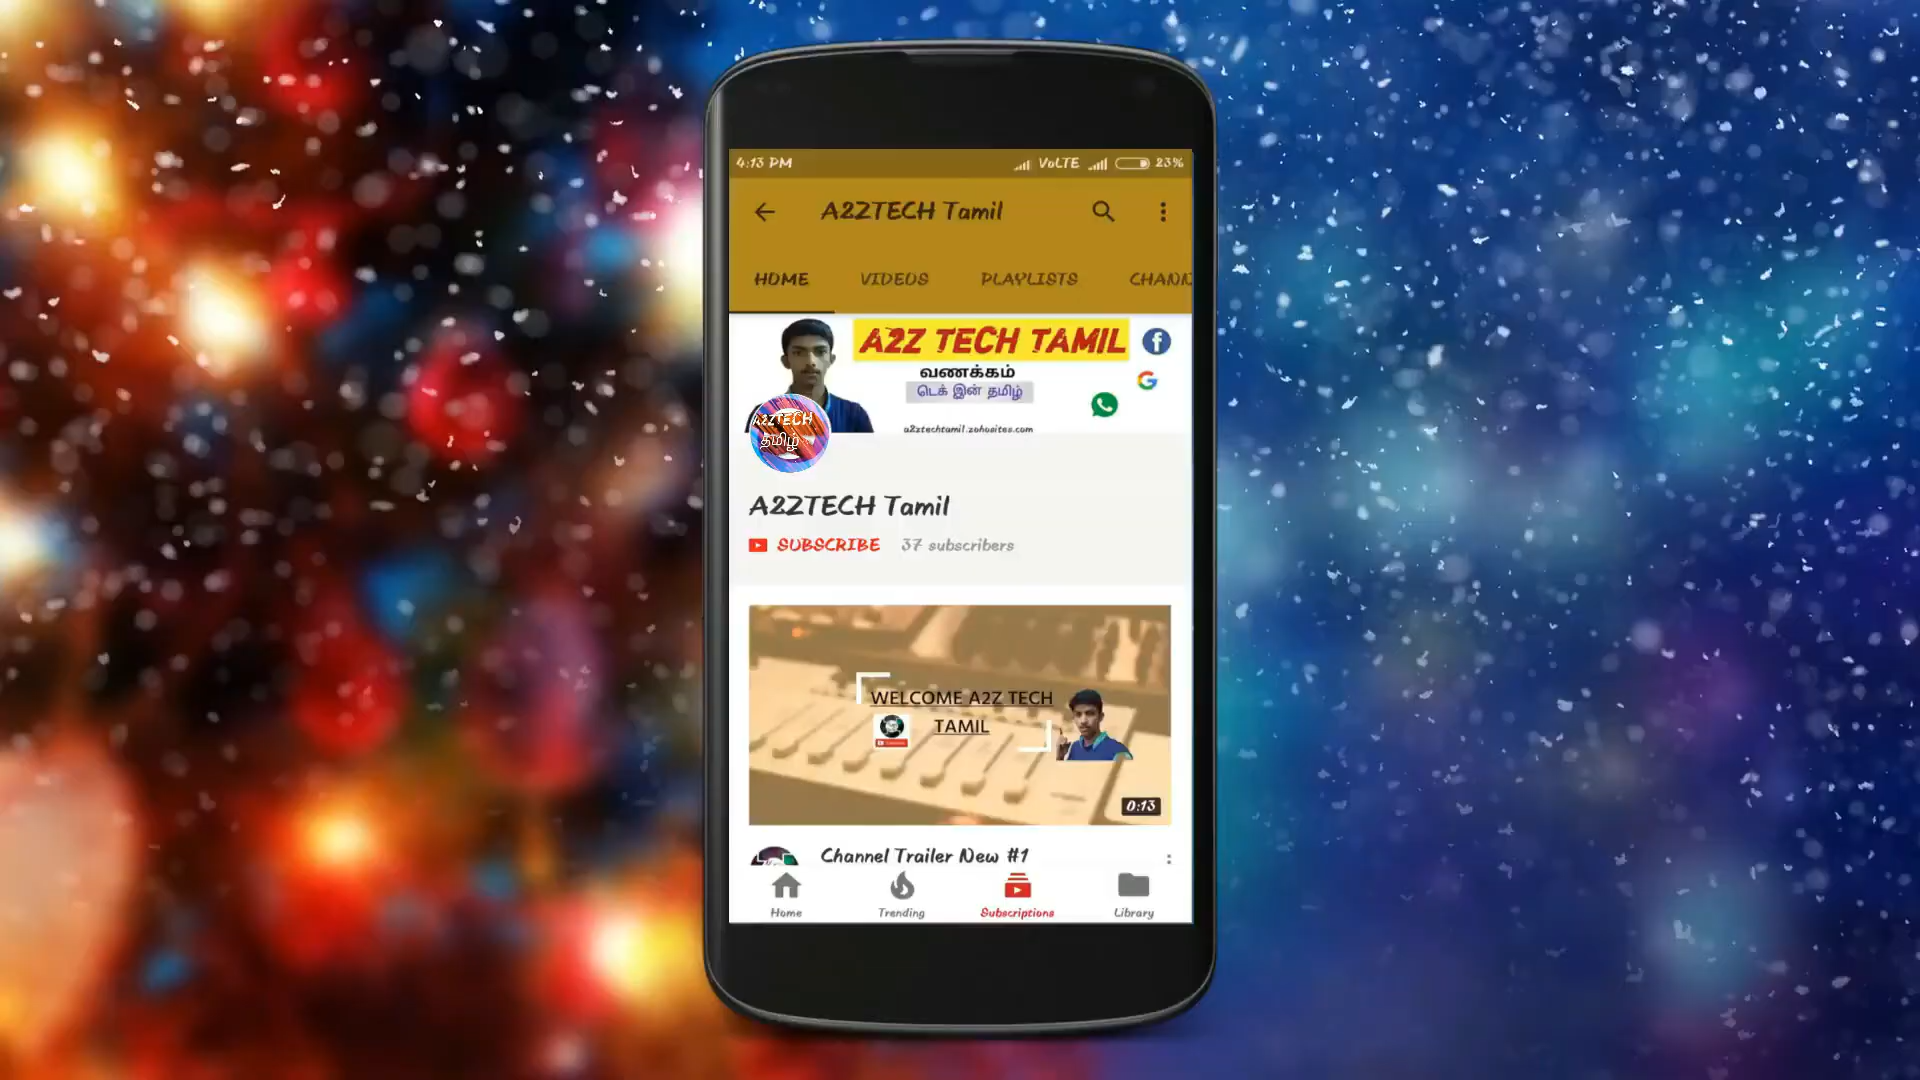 4:13 PM VoLTE 23%
A2ZTECH Tamil
HOME VIDEOS PLAYLISTS CHANN
A2Z TECH TAMIL
வணக்கம்
டெக் இன் தமிழ்
a2ztechtamil.zohosites.com
A2ZTECH
தமிழ்
A2ZTECH Tamil
SUBSCRIBE 37 subscribers
WELCOME A2Z TECH
TAMIL
0:13
Channel Trailer New #1
Home Trending Subscriptions Library